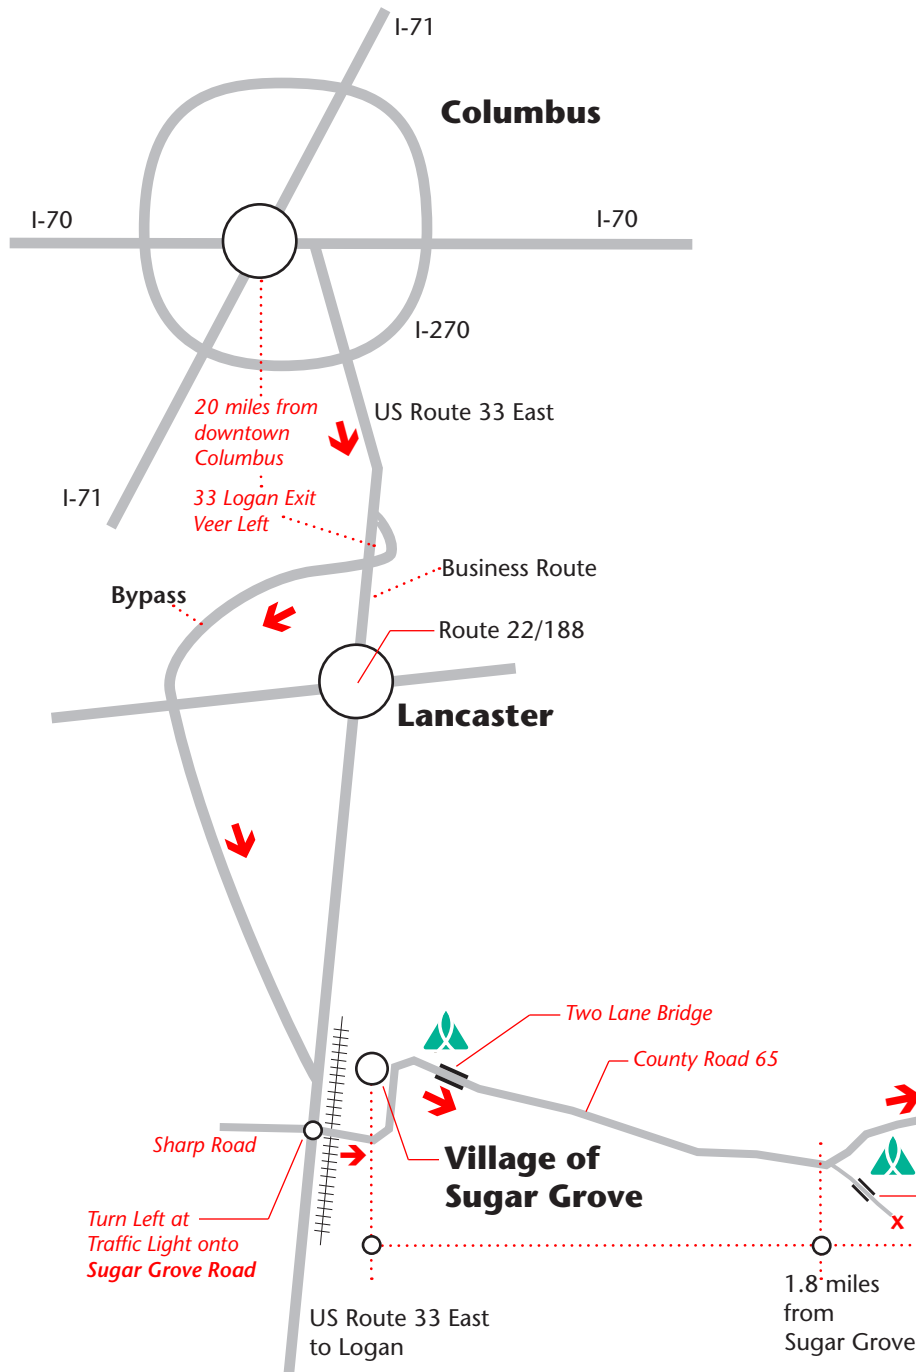 I-71
Columbus
I-70
I-70
I-270
20 miles from
downtown
Columbus
US Route 33 East
I-71
33 Logan Exit
Veer Left
Business Route
Bypass
Route 22/188
Lancaster
Two Lane Bridge
County Road 65
Sharp Road
Village of
Sugar Grove
Turn Left at
Traffic Light onto
Sugar Grove Road
x
US Route 33 East
to Logan
1.8 miles
from
Sugar Grove